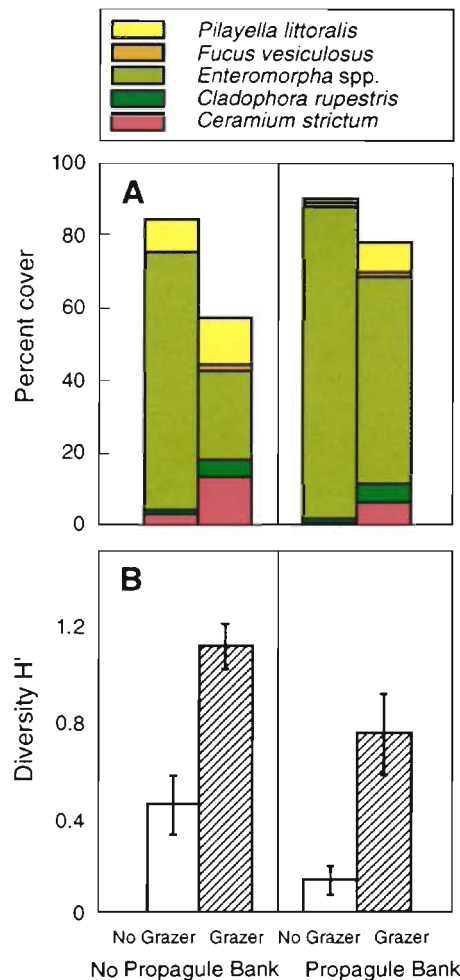 Pilayella littoralis
Fucus vesiculosus
Enteromorpha spp.
Cladophora rupestris
Ceramium strictum
A
100
80
60
40
20
0
Percent cover
B
1.2
0.8
0.4
0
Diversity H'
No Grazer Grazer No Grazer Grazer
No Propagule Bank Propagule Bank